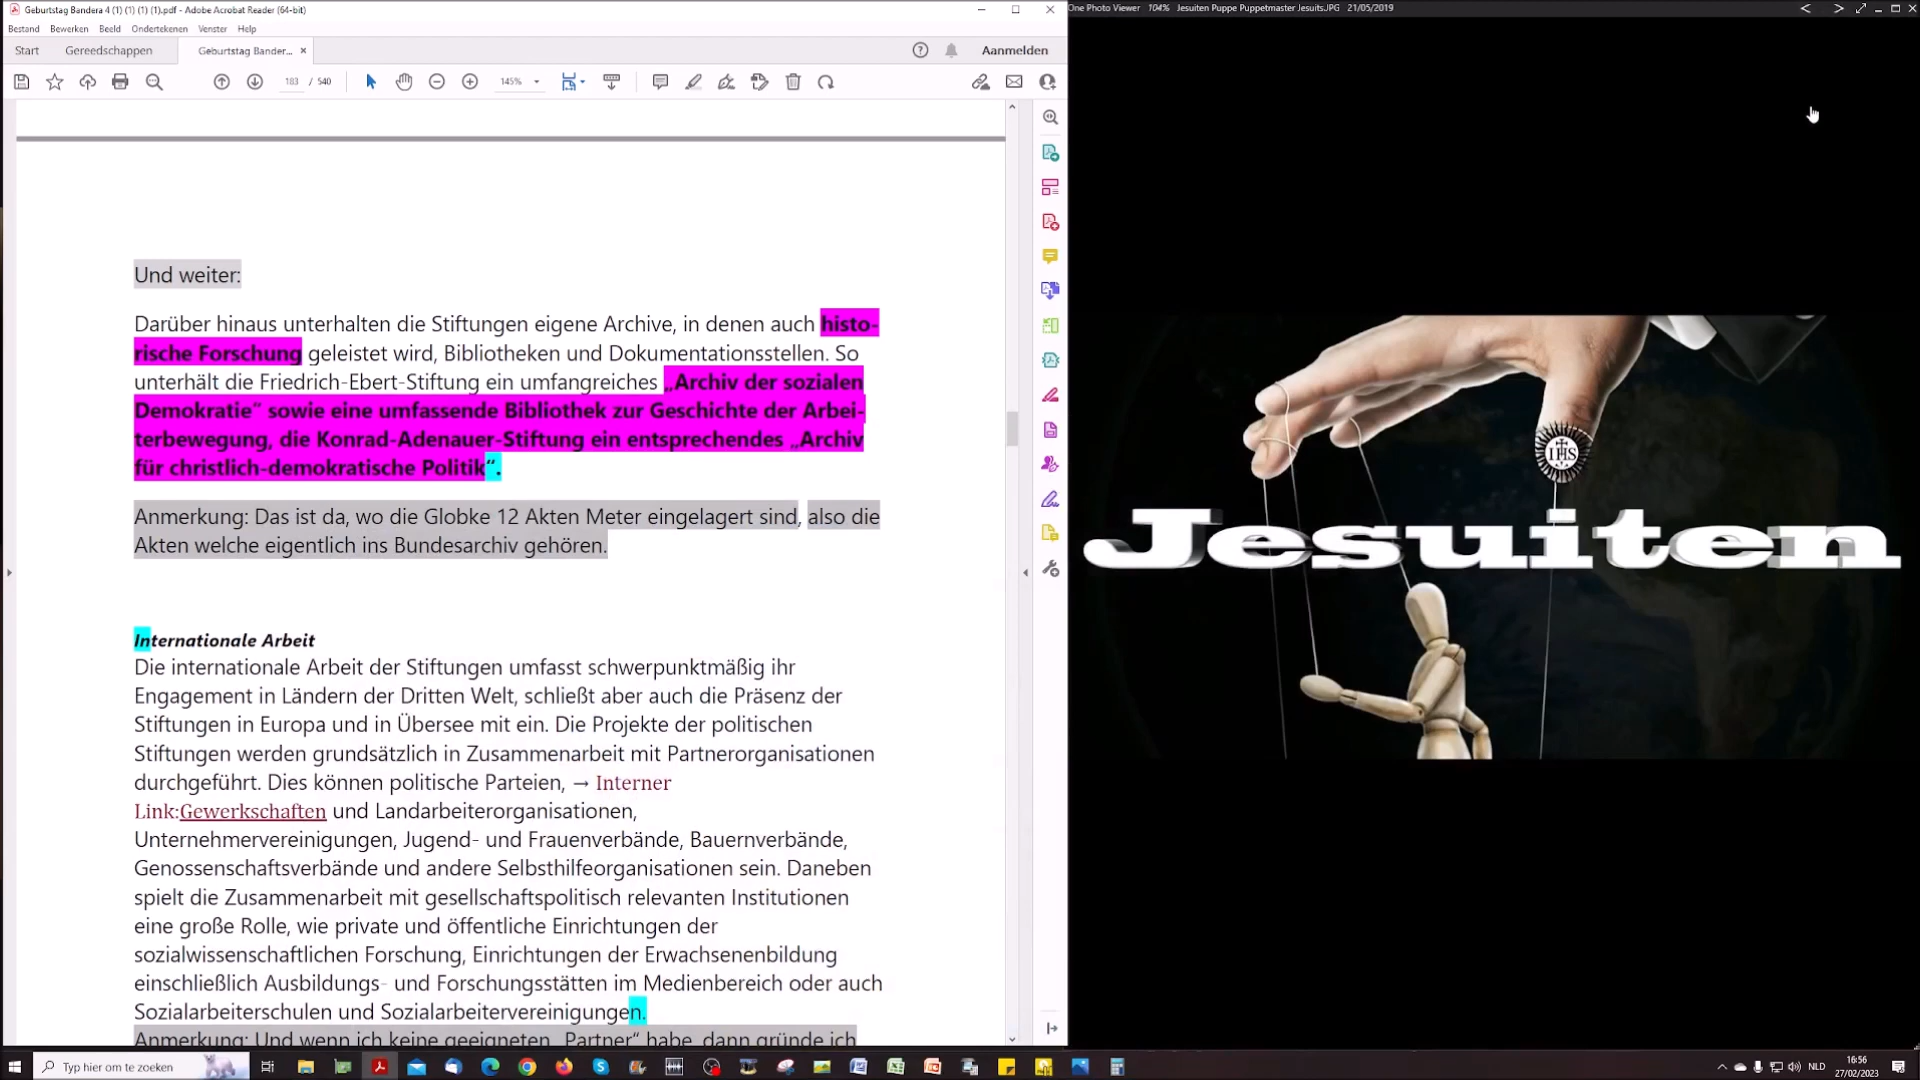 Geburtstag Bandera 4 (1) (1) (1) (1).pdf - Adobe Acrobat Reader (64-bit)
One Photo Viewer 104% Jesuiten Puppe Puppetmaster Jesuits.JPG 21/05/2019
Bestand Bewerken Beeld Ondertekenen Venster Help
Start Gereedschappen Geburtstag Bander... × Aanmelden
183 / 540 145%
Und weiter:
Darüber hinaus unterhalten die Stiftungen eigene Archive, in denen auch histo-
rische Forschung geleistet wird, Bibliotheken und Dokumentationsstellen. So
unterhält die Friedrich-Ebert-Stiftung ein umfangreiches „Archiv der sozialen
Demokratie“ sowie eine umfassende Bibliothek zur Geschichte der Arbei-
terbewegung, die Konrad-Adenauer-Stiftung ein entsprechendes „Archiv
für christlich-demokratische Politik“.
Anmerkung: Das ist da, wo die Globke 12 Akten Meter eingelagert sind, also die
Akten welche eigentlich ins Bundesarchiv gehören.
Internationale Arbeit
Die internationale Arbeit der Stiftungen umfasst schwerpunktmäßig ihr
Engagement in Ländern der Dritten Welt, schließt aber auch die Präsenz der
Stiftungen in Europa und in Übersee mit ein. Die Projekte der politischen
Stiftungen werden grundsätzlich in Zusammenarbeit mit Partnerorganisationen
durchgeführt. Dies können politische Parteien, → Interner
Link:Gewerkschaften und Landarbeiterorganisationen,
Unternehmervereinigungen, Jugend- und Frauenverbände, Bauernverbände,
Genossenschaftsverbände und andere Selbsthilfeorganisationen sein. Daneben
spielt die Zusammenarbeit mit gesellschaftspolitisch relevanten Institutionen
eine große Rolle, wie private und öffentliche Einrichtungen der
sozialwissenschaftlichen Forschung, Einrichtungen der Erwachsenenbildung
einschließlich Ausbildungs- und Forschungsstätten im Medienbereich oder auch
Sozialarbeiterschulen und Sozialarbeitervereinigungen.
Anmerkung: Und wenn ich keine geeigneten „Partner“ habe, dann gründe ich
IHS
Jesuiten
Typ hier om te zoeken
NLD
16:56
27/02/2023